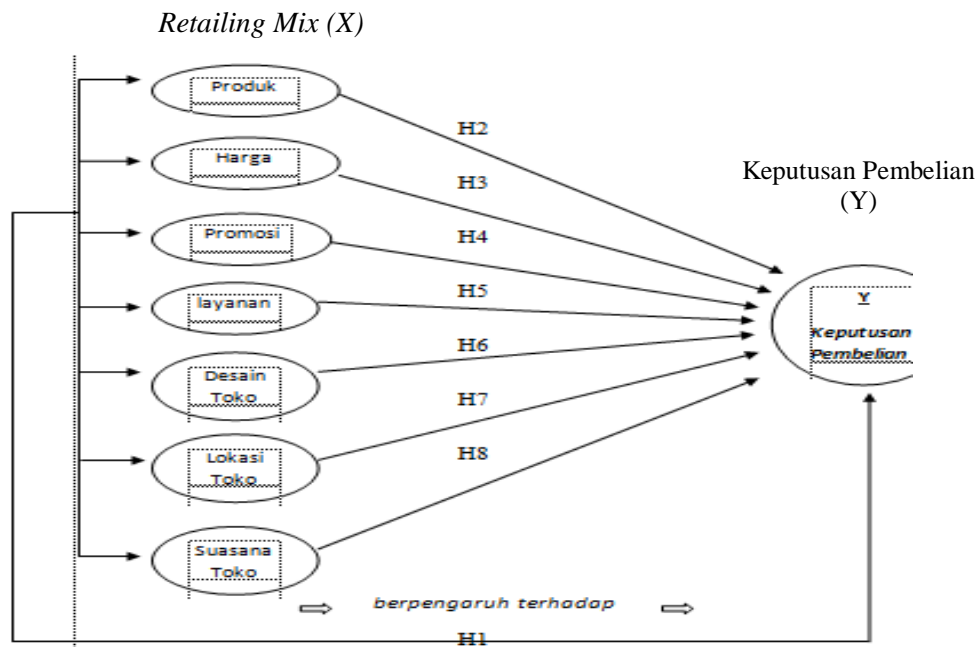 Retailing Mix (X)
Produk
H2
Harga
H3
Keputusan Pembelian
(Y)
Promosi
H4
layanan
H5
Y
Keputusan
Pembelian
H6
Desain
Toko
H7
Lokasi
Toko
H8
Suasana
Toko
berpengaruh terhadap
H1